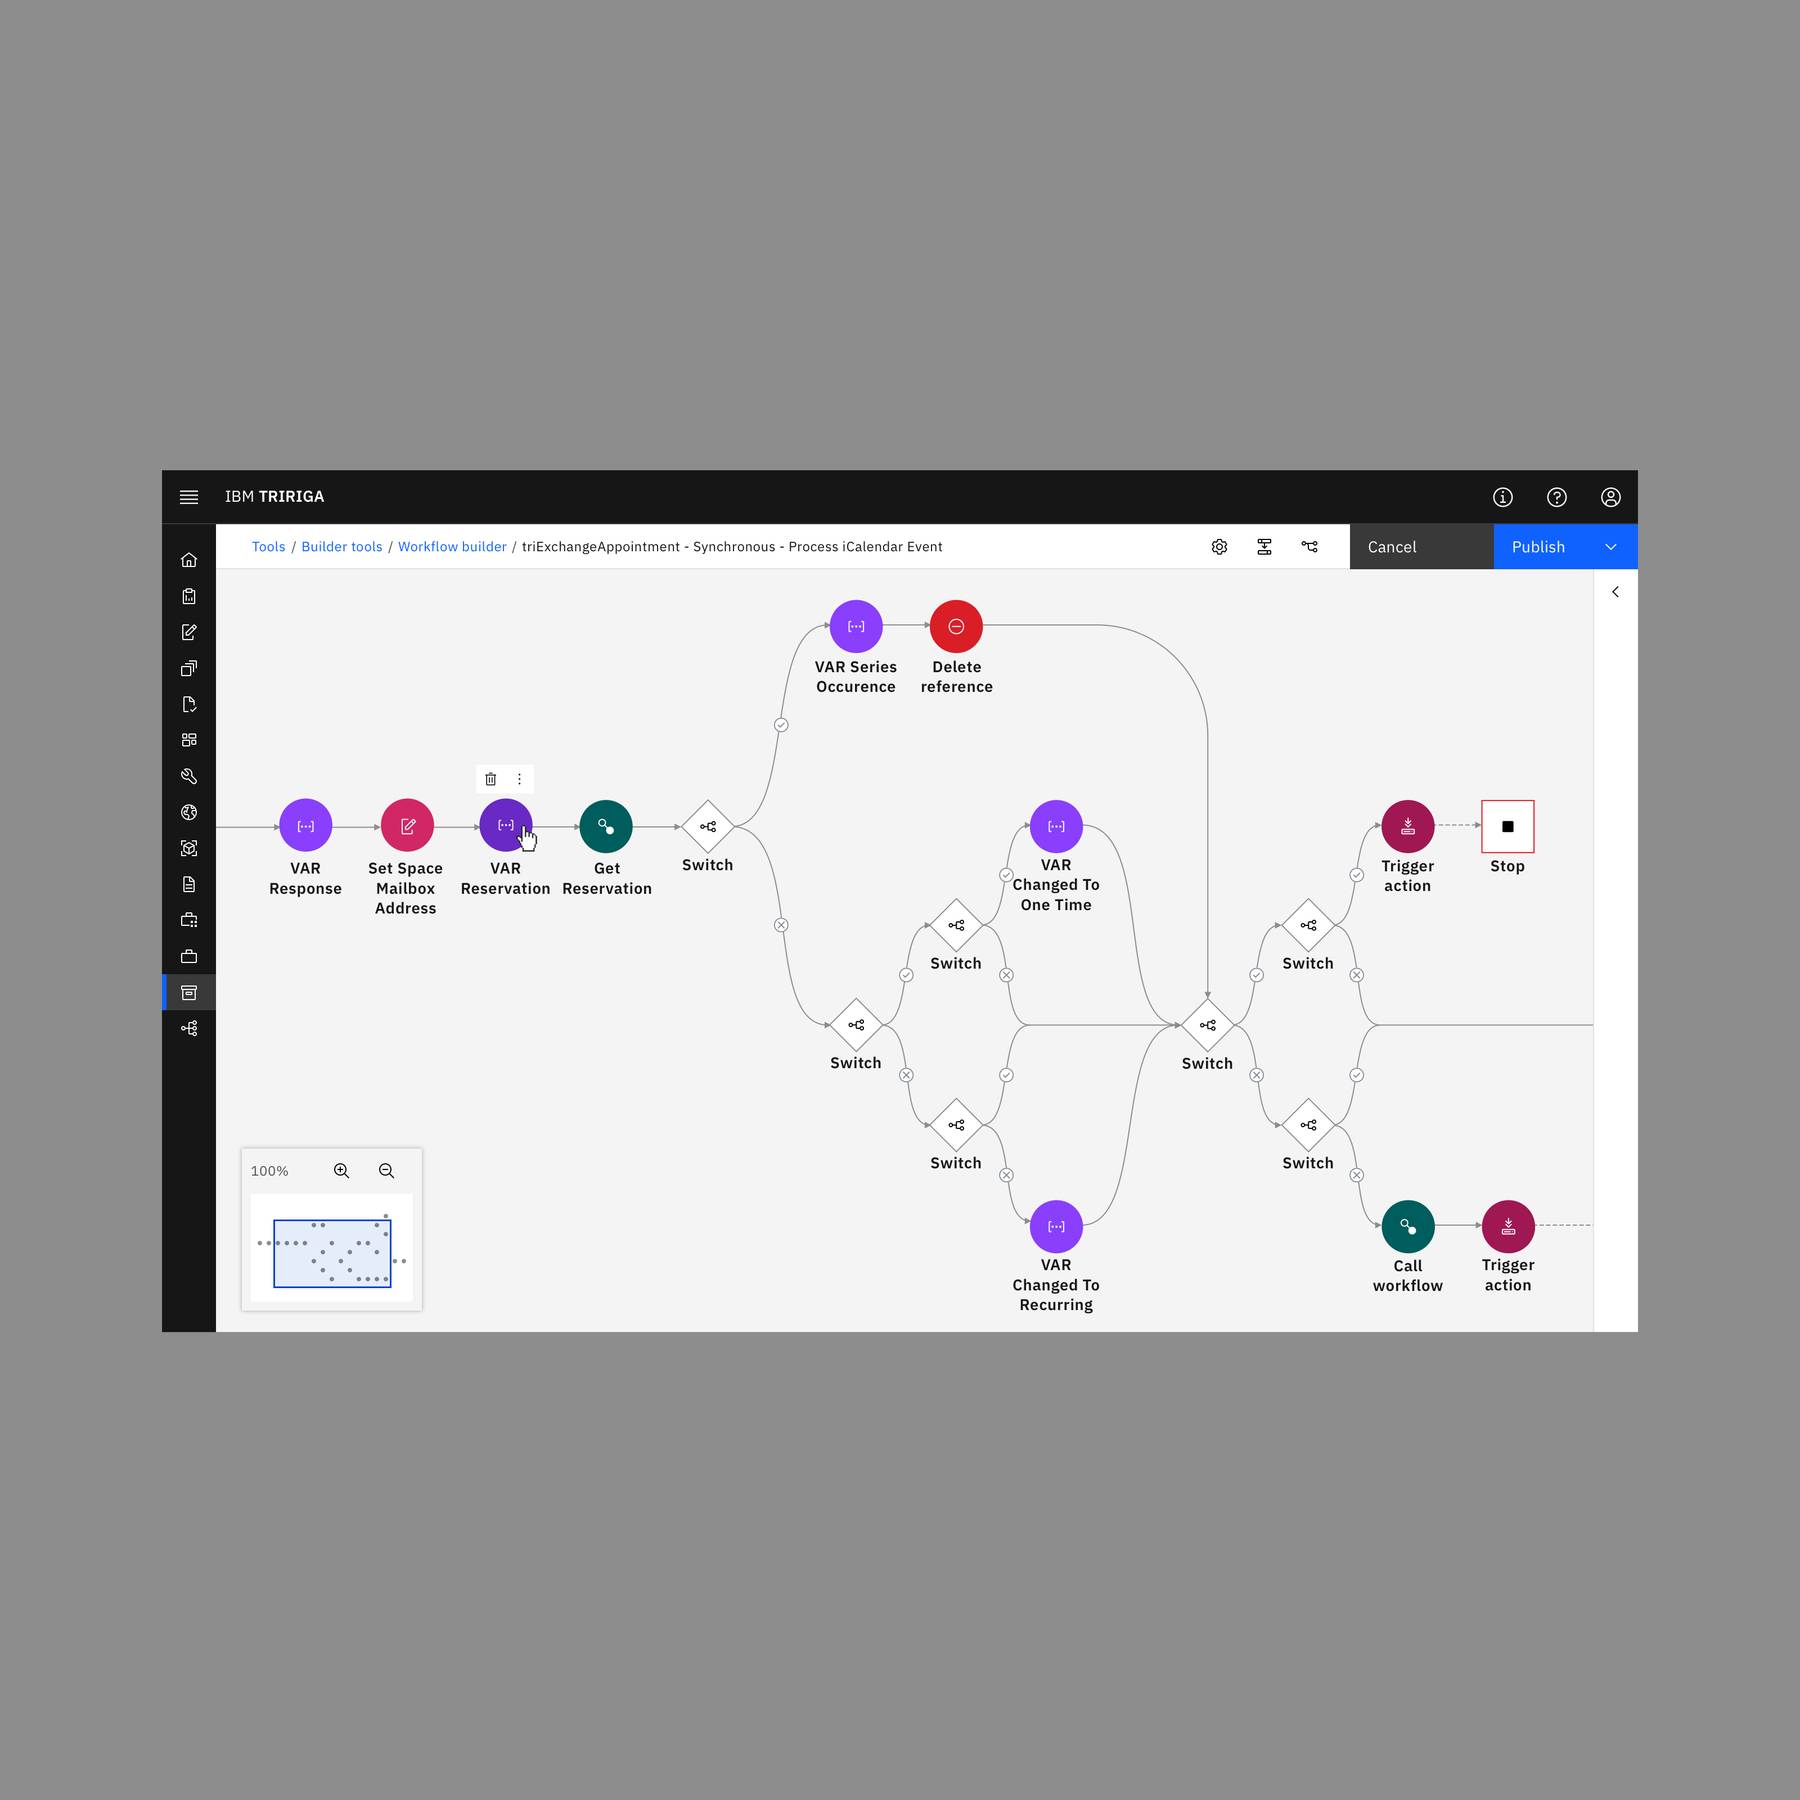 IBM TRIRIGA
Tools / Builder tools / Workflow builder / triExchangeAppointment - Synchronous - Process iCalendar Event
Cancel
Publish
VAR Series
Occurence
Delete
reference
VAR
Response
Set Space
Mailbox
Address
VAR
Reservation
Get
Reservation
Switch
VAR
Changed To
One Time
Trigger
action
Stop
Switch
Switch
Switch
Switch
Switch
Switch
VAR
Changed To
Recurring
Call
workflow
Trigger
action
100%